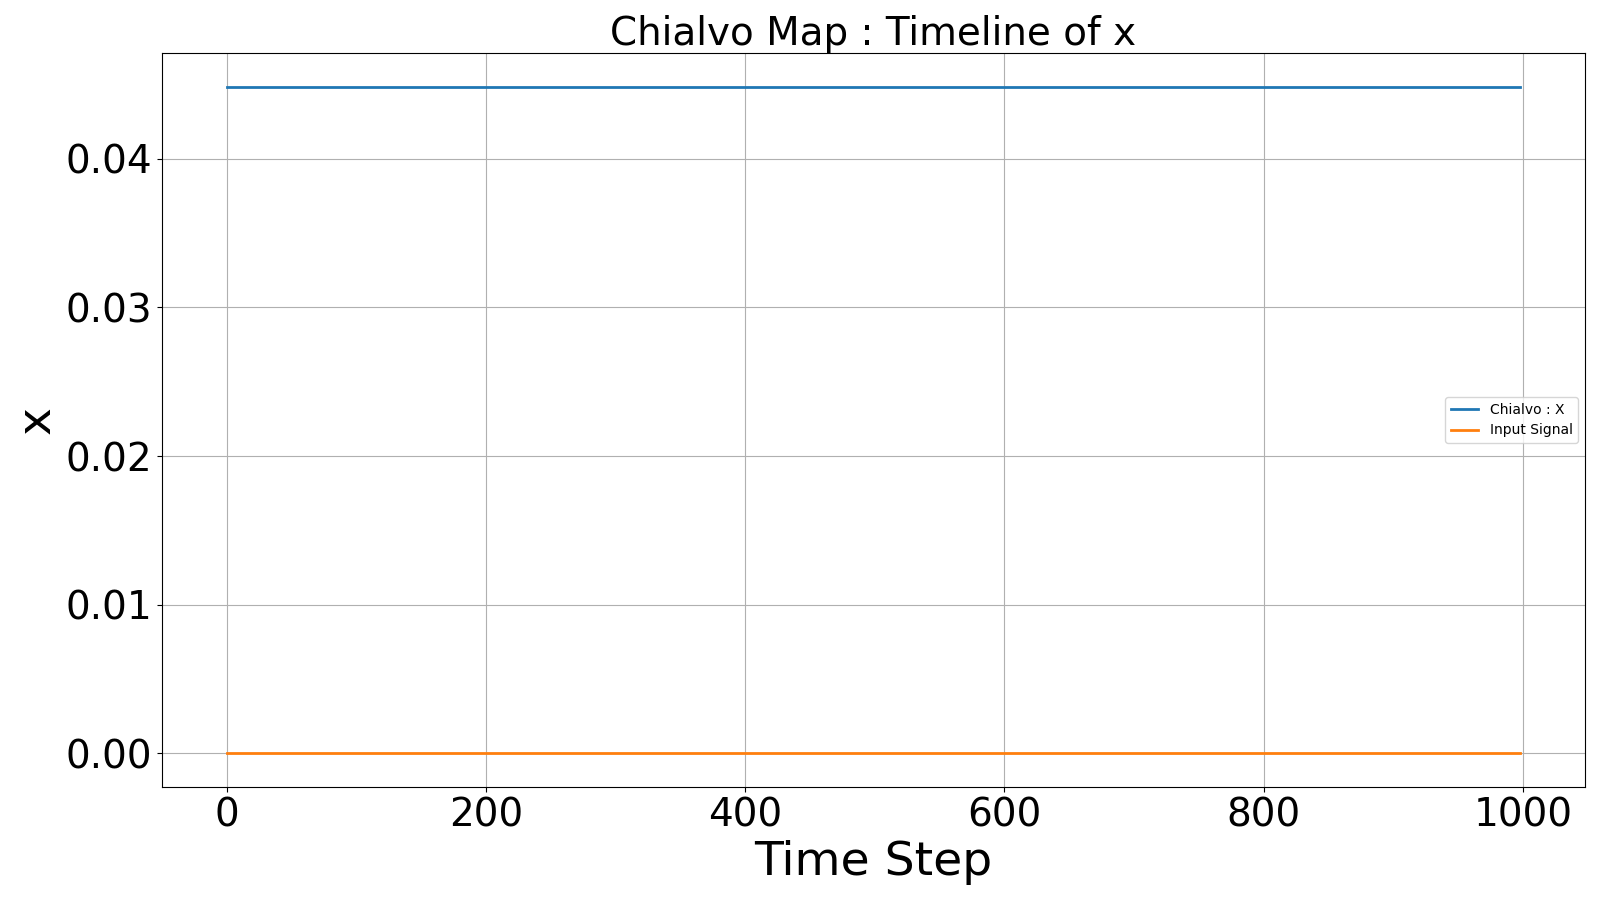 Chialvo Map : Timeline of x
0.04
0.03
0.02
0.01
0.00
x
Chialvo : X
Input Signal
0 200 400 600 800 1000
Time Step